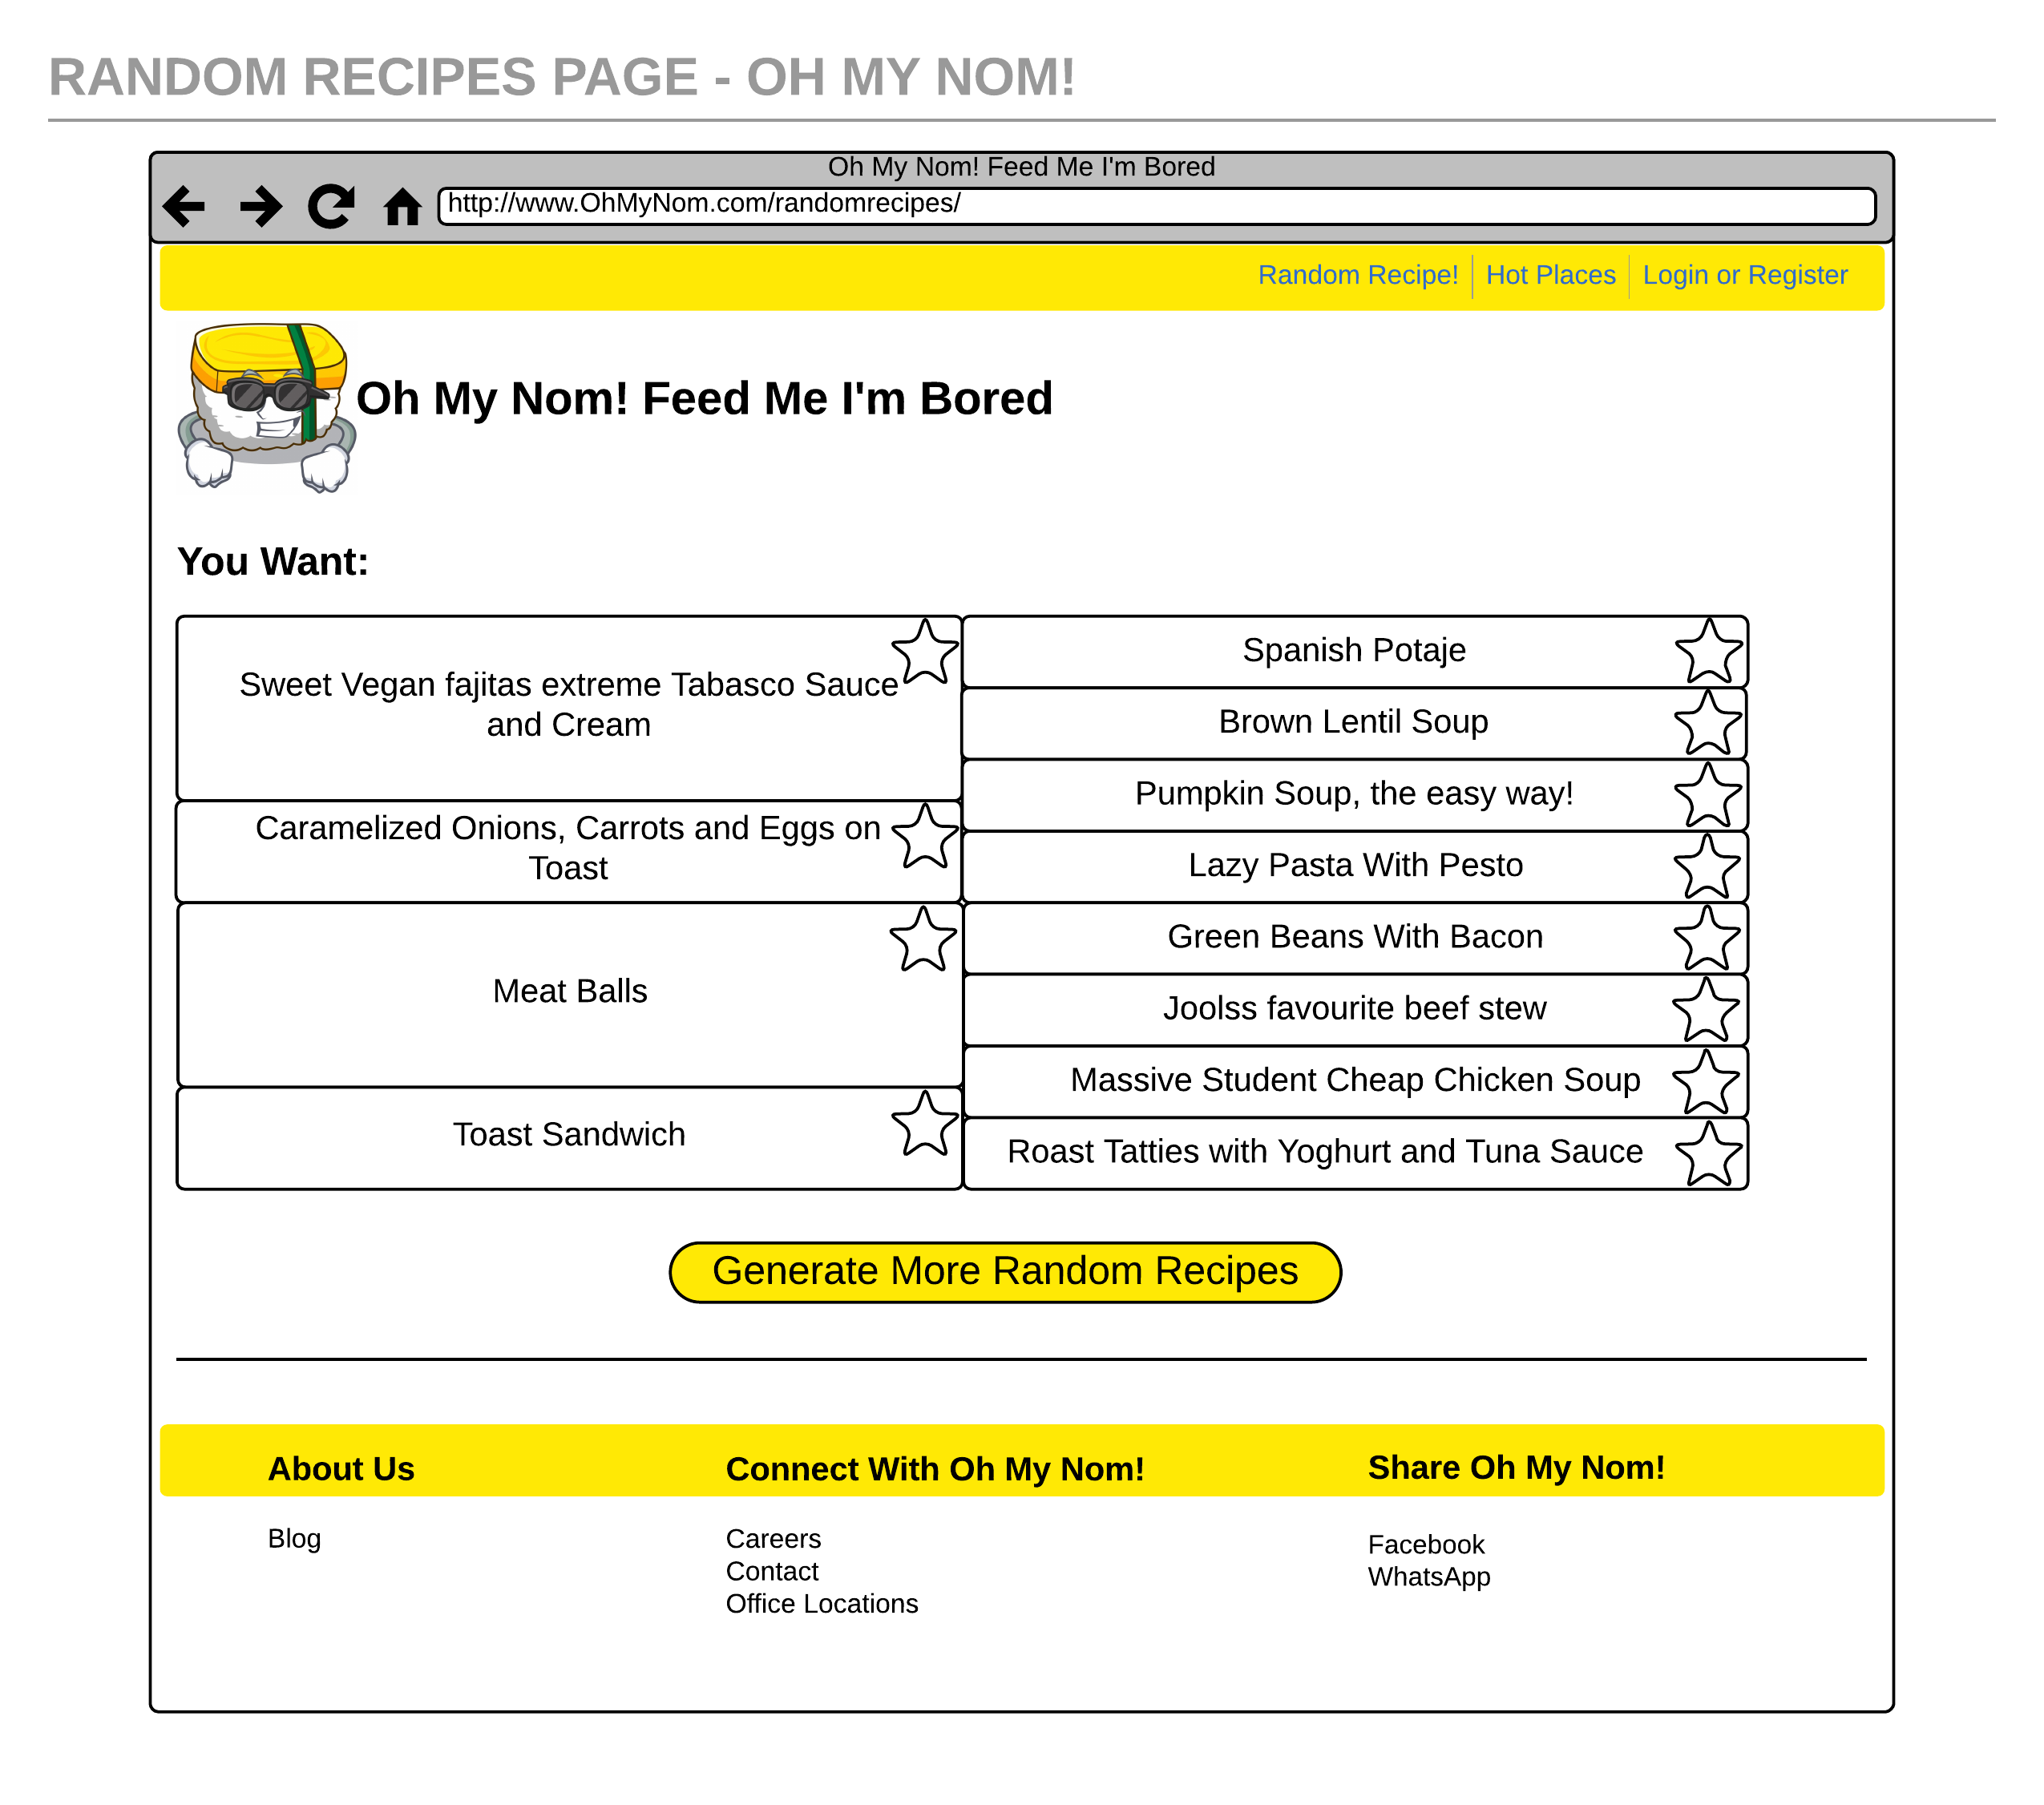 RANDOM RECIPES PAGE - OH MY NOM!
Oh My Nom! Feed Me I'm Bored
http://www.OhMyNom.com/randomrecipes/
Random Recipe! Hot Places Login or Register
Oh My Nom! Feed Me I'm Bored
You Want:
Sweet Vegan fajitas extreme Tabasco Sauce
and Cream
Caramelized Onions, Carrots and Eggs on
Toast
Meat Balls
Toast Sandwich
Spanish Potaje
Brown Lentil Soup
Pumpkin Soup, the easy way!
Lazy Pasta With Pesto
Green Beans With Bacon
Joolss favourite beef stew
Massive Student Cheap Chicken Soup
Roast Tatties with Yoghurt and Tuna Sauce
Generate More Random Recipes
About Us
Blog
Connect With Oh My Nom!
Careers
Contact
Office Locations
Share Oh My Nom!
Facebook
WhatsApp